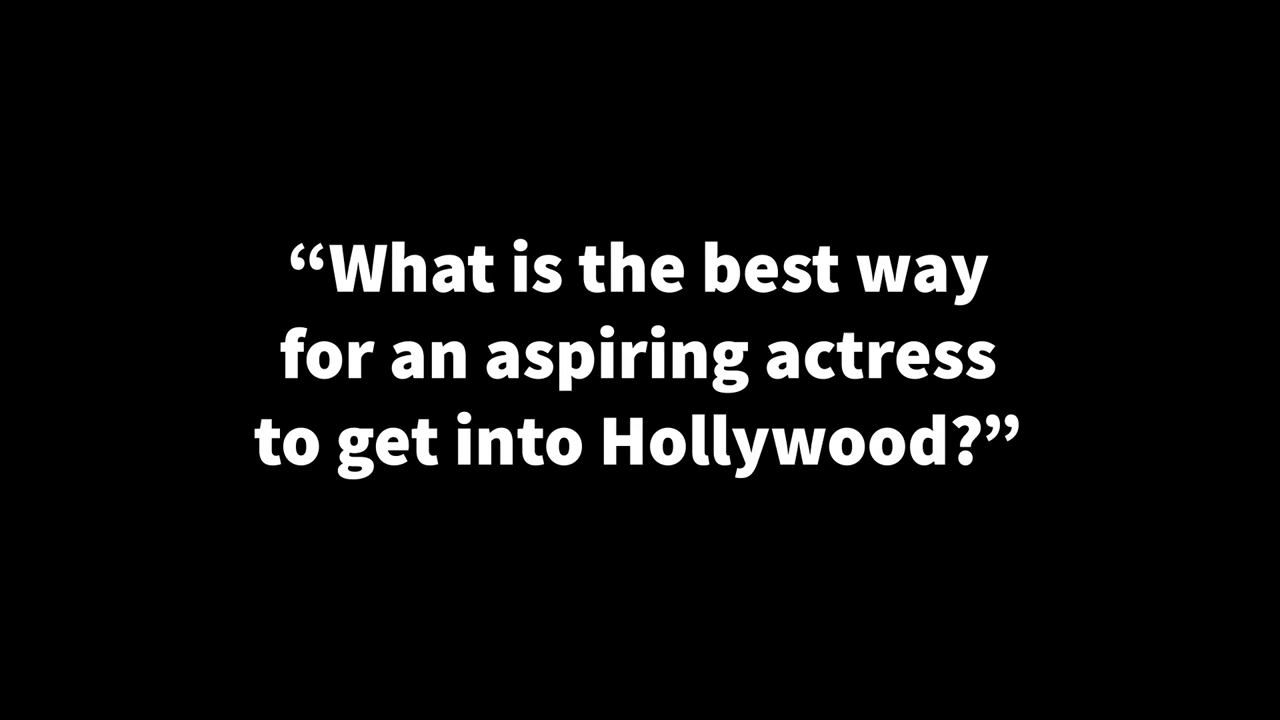 “What is the best way
for an aspiring actress
to get into Hollywood?”